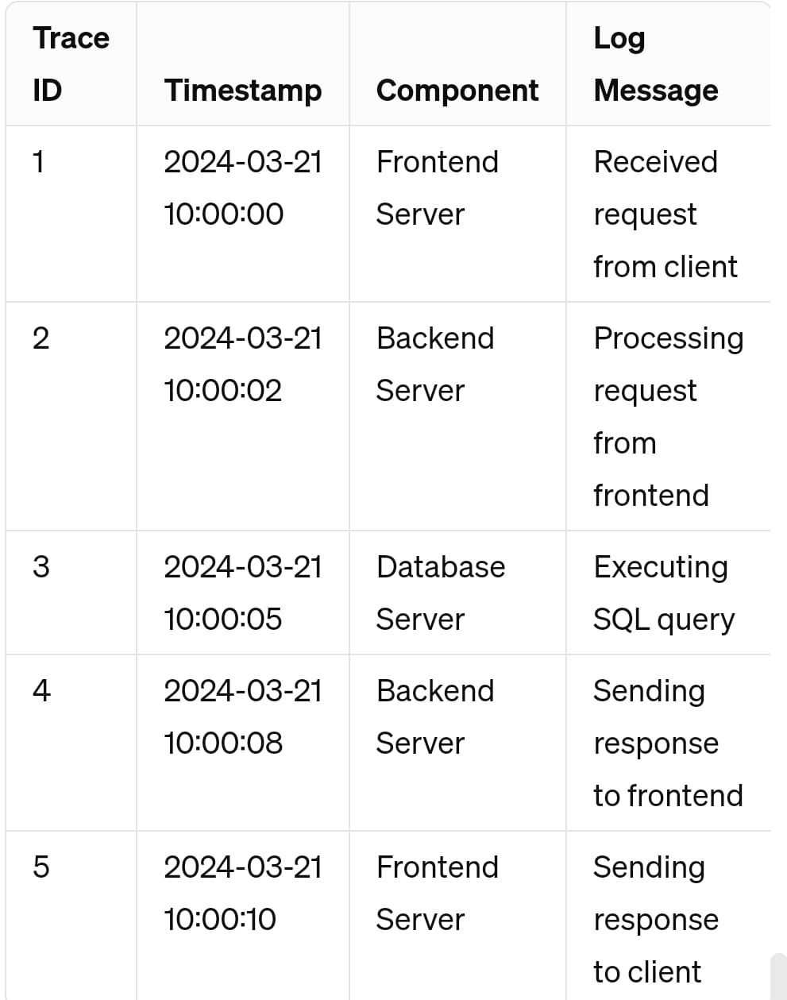 Trace ID Timestamp Component Log Message
1 2024-03-21 10:00:00 Frontend Server Received request from client
2 2024-03-21 10:00:02 Backend Server Processing request from frontend
3 2024-03-21 10:00:05 Database Server Executing SQL query
4 2024-03-21 10:00:08 Backend Server Sending response to frontend
5 2024-03-21 10:00:10 Frontend Server Sending response to client